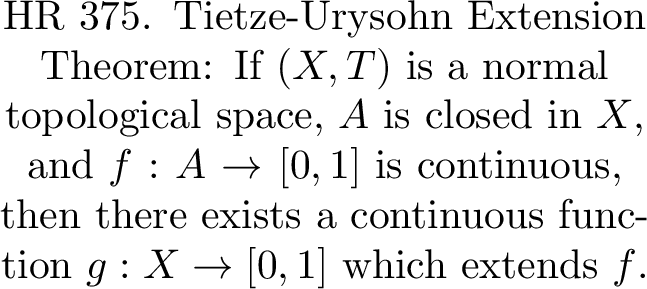 HR 375. Tietze-Urysohn Extension
Theorem: If (X, T) is a normal
topological space, A is closed in X,
and f : A → [0, 1] is continuous,
then there exists a continuous func-
tion g : X → [0, 1] which extends f.